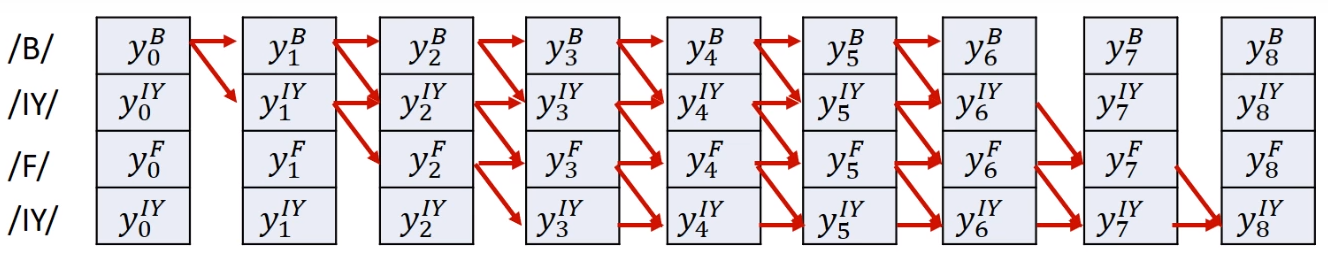 /B/ y_0^B y_1^B y_2^B y_3^B y_4^B y_5^B y_6^B y_7^B y_8^B
/IY/ y_0^{IY} y_1^{IY} y_2^{IY} y_3^{IY} y_4^{IY} y_5^{IY} y_6^{IY} y_7^{IY} y_8^{IY}
/F/ y_0^F y_1^F y_2^F y_3^F y_4^F y_5^F y_6^F y_7^F y_8^F
/IY/ y_0^{IY} y_1^{IY} y_2^{IY} y_3^{IY} y_4^{IY} y_5^{IY} y_6^{IY} y_7^{IY} y_8^{IY}